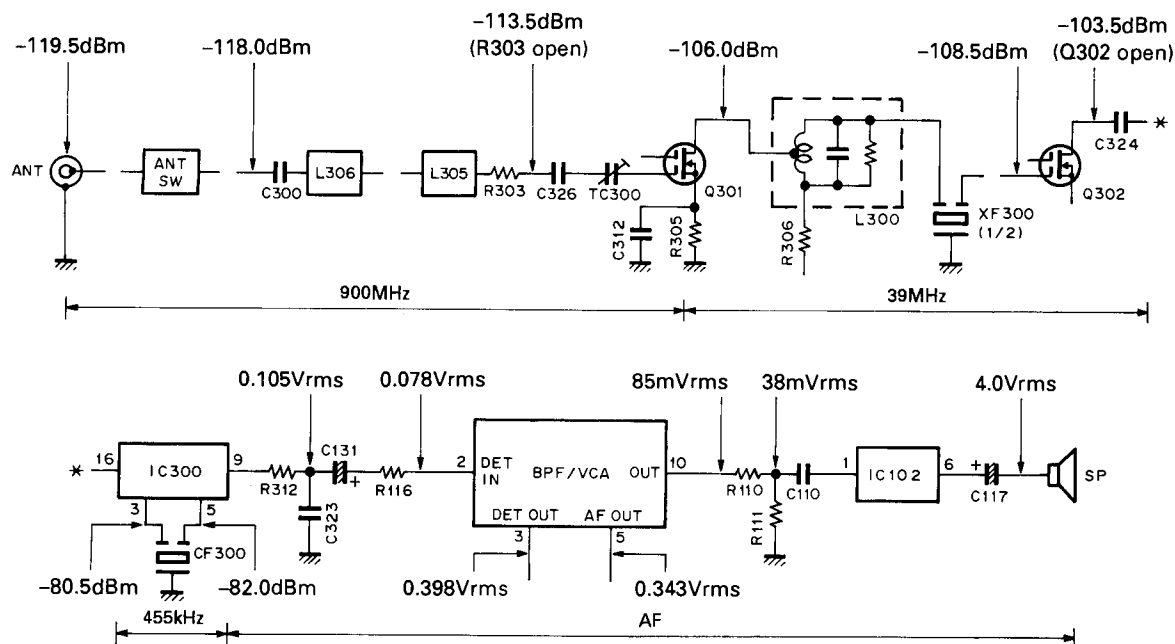 -119.5dBm
-118.0dBm
-113.5dBm
(R303 open)
-106.0dBm
-108.5dBm
-103.5dBm
(Q302 open)
ANT
ANT
SW
C300
L306
L305
R303
C326
TC300
Q301
C312
R305
L300
R306
XF300
(1/2)
Q302
C324
*
900MHz
39MHz
0.105Vrms
0.078Vrms
85mVrms
38mVrms
4.0Vrms
*
16
IC300
9
3
5
R312
C131
+
C323
R116
2
DET
IN
BPF/VCA
OUT
10
DET OUT
AF OUT
3
5
R110
R111
C110
1
IC102
6
+
C117
SP
CF300
-80.5dBm
-82.0dBm
0.398Vrms
0.343Vrms
455kHz
AF